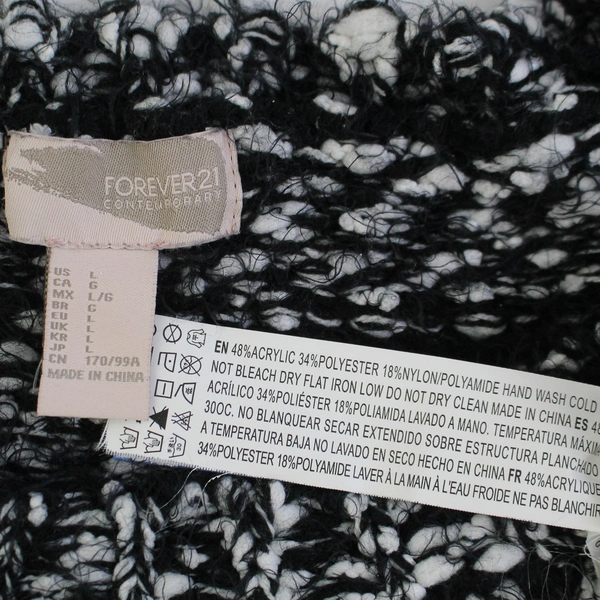 FOREVER21
CONTEMPORARY
US L
CA G
MX L/G
BR G
EU L
UK L
KR L
JP L
CN 170/99A
MADE IN CHINA
EN 48%ACRYLIC 34%POLYESTER 18%NYLON/POLYAMIDE HAND WASH COLD
NOT BLEACH DRY FLAT IRON LOW DO NOT DRY CLEAN MADE IN CHINA ES 48
ACRÍLICO 34%POLIÉSTER 18%POLIAMIDA LAVADO A MANO. TEMPERATURA MÁXIM
300C. NO BLANQUEAR SECAR EXTENDIDO SOBRE ESTRUCTURA PLANCHADO
A TEMPERATURA BAJA NO LAVADO EN SECO HECHO EN CHINA FR 48%ACRYLIQUE
34%POLYESTER 18%POLYAMIDE LAVER À LA MAIN À L'EAU FROIDE NE PAS BLANCHIR